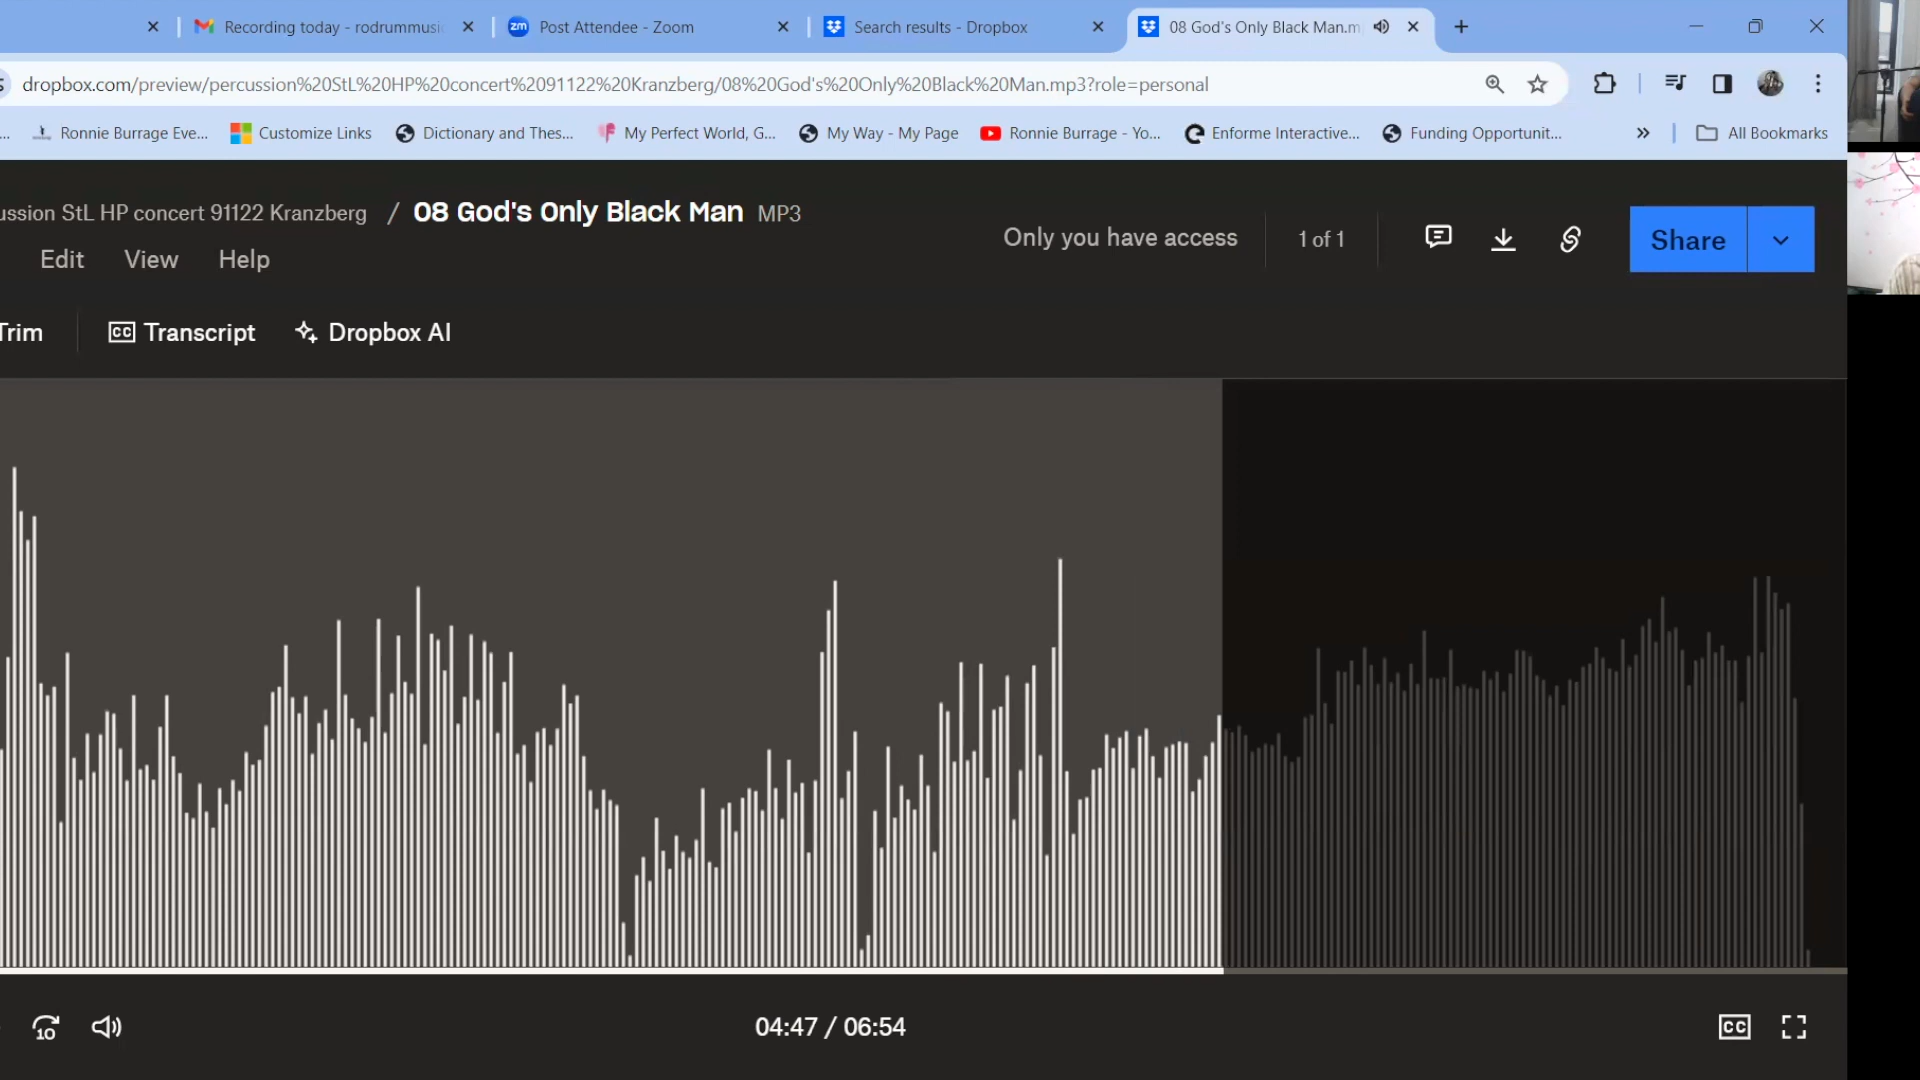 Recording today - rodrummusic
zm Post Attendee - Zoom
Search results - Dropbox
08 God's Only Black Man.m
dropbox.com/preview/percussion%20StL%20HP%20concert%2091122%20Kranzberg/08%20God's%20Only%20Black%20Man.mp3?role=personal
... Ronnie Burrage Eve... Customize Links Dictionary and Thes... My Perfect World, G... My Way - My Page Ronnie Burrage - Yo... Enforme Interactive... Funding Opportunit... » All Bookmarks
ussion StL HP concert 91122 Kranzberg / 08 God's Only Black Man MP3
Only you have access 1 of 1 Share
Edit View Help
Trim CC Transcript Dropbox AI
10 04:47 / 06:54 CC